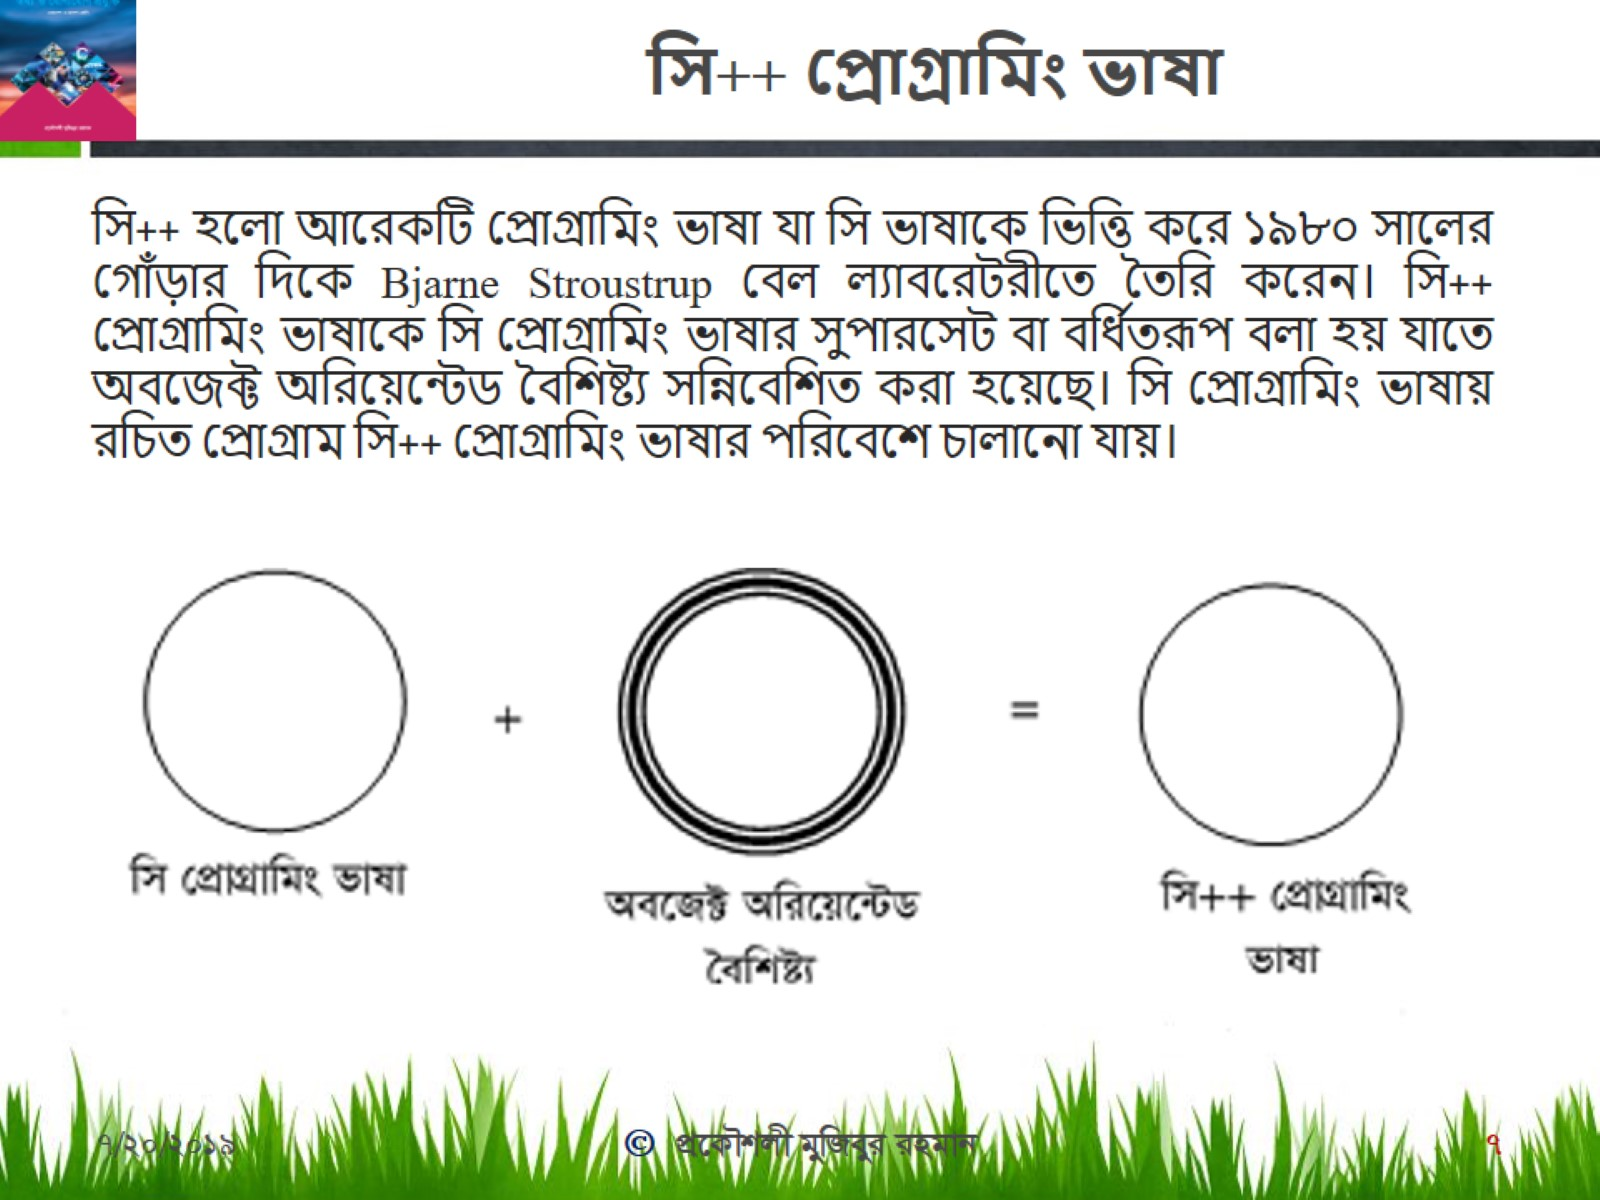 সি++ প্রোগ্রামিং ভাষা
সি++ হলো আরেকটি প্রোগ্রামিং ভাষা যা সি ভাষাকে ভিত্তি করে ১৯৮০ সালের
গোঁড়ার দিকে Bjarne Stroustrup বেল ল্যাবরেটরীতে তৈরি করেন। সি++
প্রোগ্রামিং ভাষাকে সি প্রোগ্রামিং ভাষার সুপারসেট বা বর্ধিতরূপ বলা হয় যাতে
অবজেক্ট অরিয়েন্টেড বৈশিষ্ট্য সন্নিবেশিত করা হয়েছে। সি প্রোগ্রামিং ভাষায়
রচিত প্রোগ্রাম সি++ প্রোগ্রামিং ভাষার পরিবেশে চালানো যায়।
+ =
সি প্রোগ্রামিং ভাষা
অবজেক্ট অরিয়েন্টেড
বৈশিষ্ট্য
সি++ প্রোগ্রামিং
ভাষা
৭/২০/২০১৯
© প্রকৌশলী মুজিবুর রহমান
৭